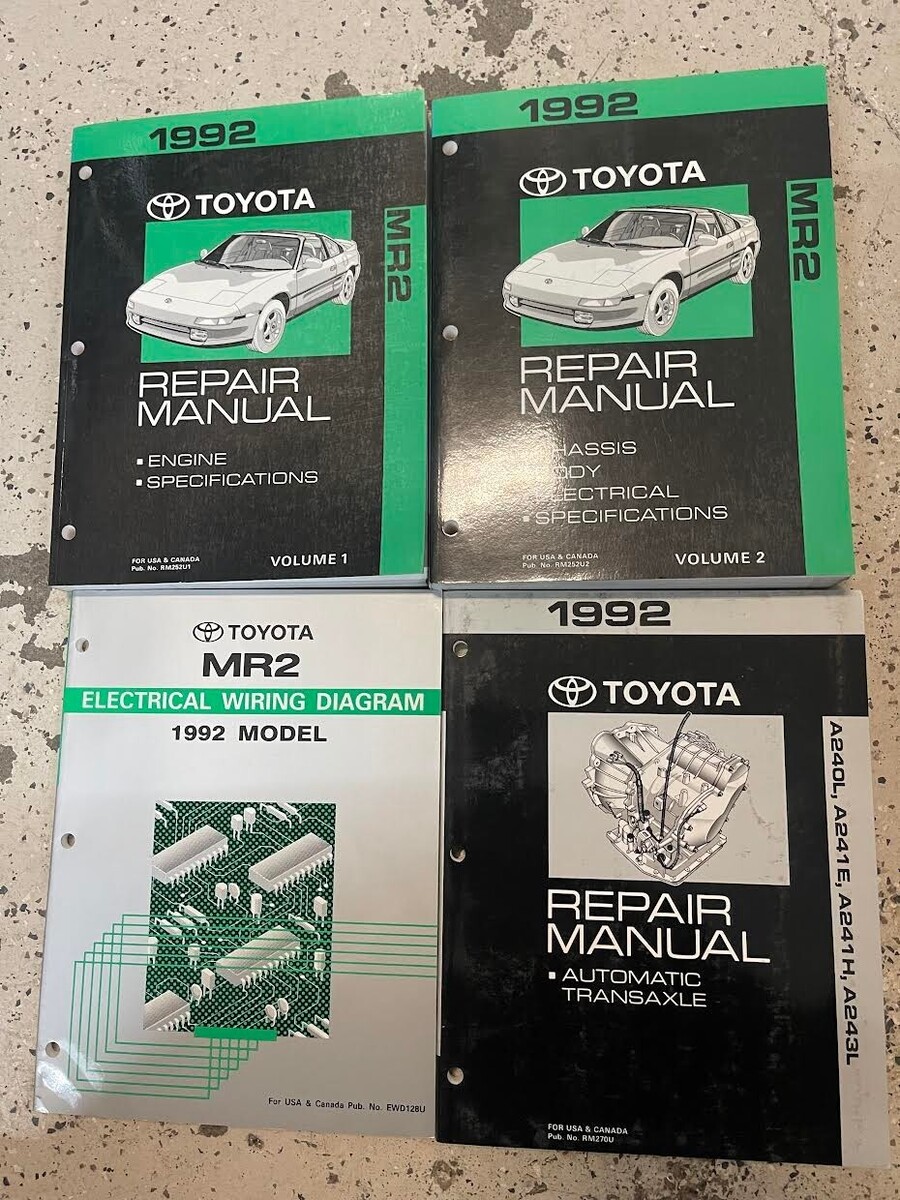 1992
TOYOTA
MR2
REPAIR
MANUAL
▪ ENGINE
▪ SPECIFICATIONS
FOR USA & CANADA
Pub. No. RM252U1
VOLUME 1
1992
TOYOTA
MR2
REPAIR
MANUAL
HASSIS
ODY
LECTRICAL
▪ SPECIFICATIONS
FOR USA & CANADA
Pub. No. RM252U2
VOLUME 2
TOYOTA
MR2
ELECTRICAL WIRING DIAGRAM
1992 MODEL
For USA & Canada Pub. No. EWD128U
1992
TOYOTA
A240L, A241E, A241H, A243L
REPAIR
MANUAL
▪ AUTOMATIC
TRANSAXLE
FOR USA & CANADA
Pub. No. RM270U